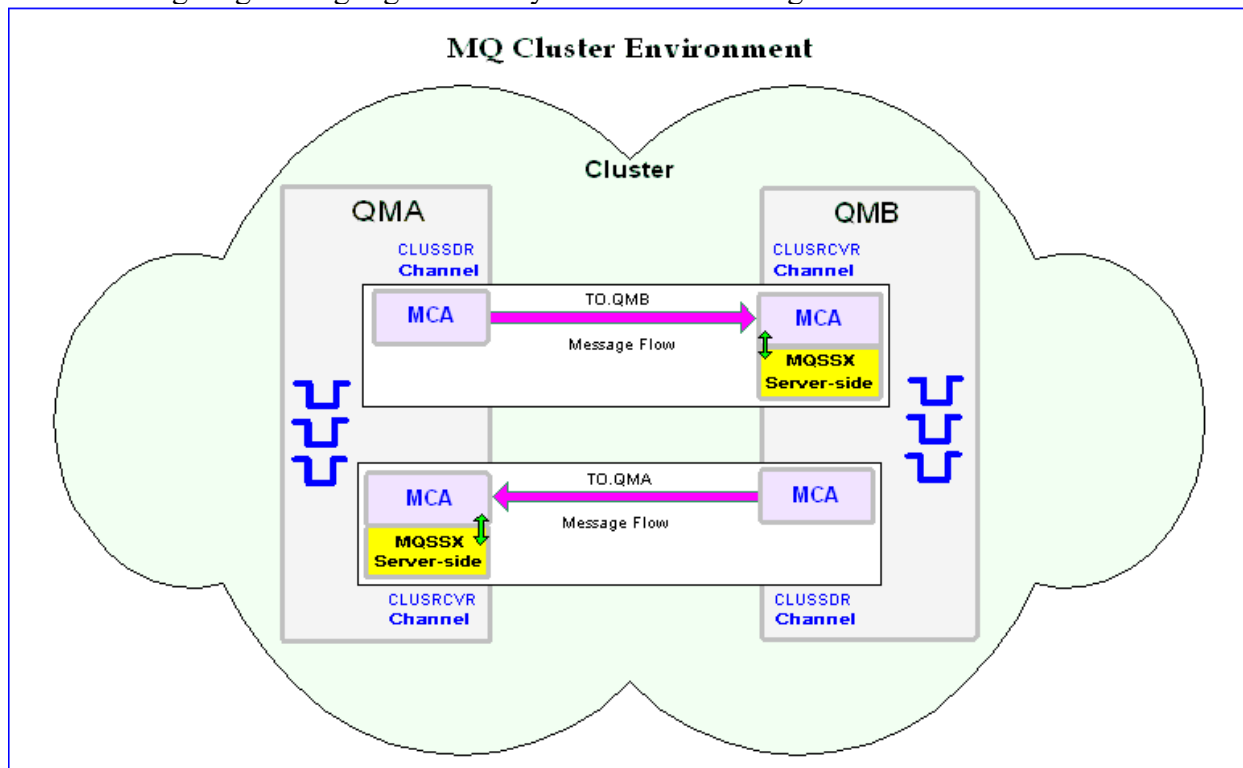 MQ Cluster Environment
Cluster
QMA
QMB
CLUSSDR
Channel
CLUSRCVR
Channel
TO.QMB
MCA
MCA
Message Flow
MQSSX
Server-side
TO.QMA
MCA
MCA
Message Flow
MQSSX
Server-side
CLUSRCVR
Channel
CLUSSDR
Channel